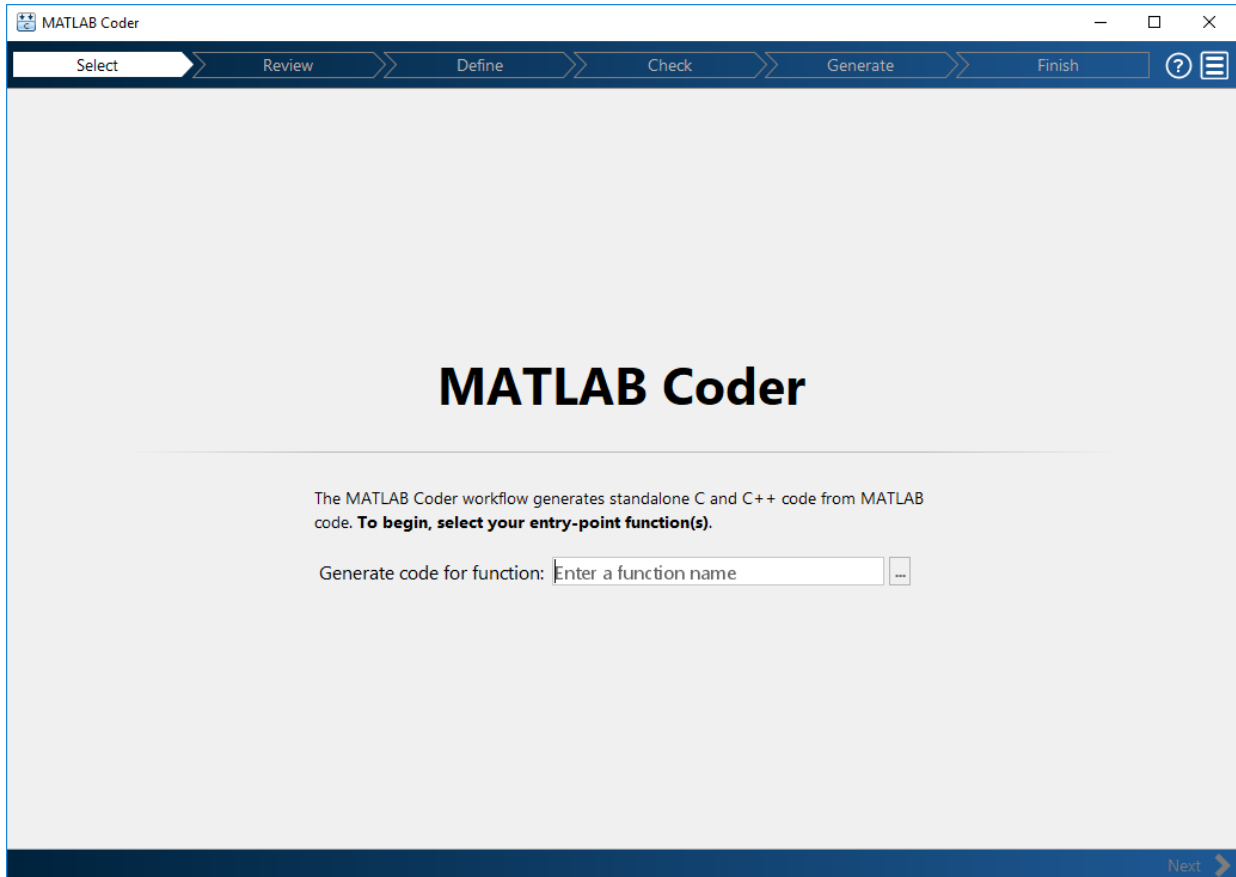 MATLAB Coder
Select Review Define Check Generate Finish
MATLAB Coder
The MATLAB Coder workflow generates standalone C and C++ code from MATLAB
code. To begin, select your entry-point function(s).
Generate code for function: Enter a function name ...
Next